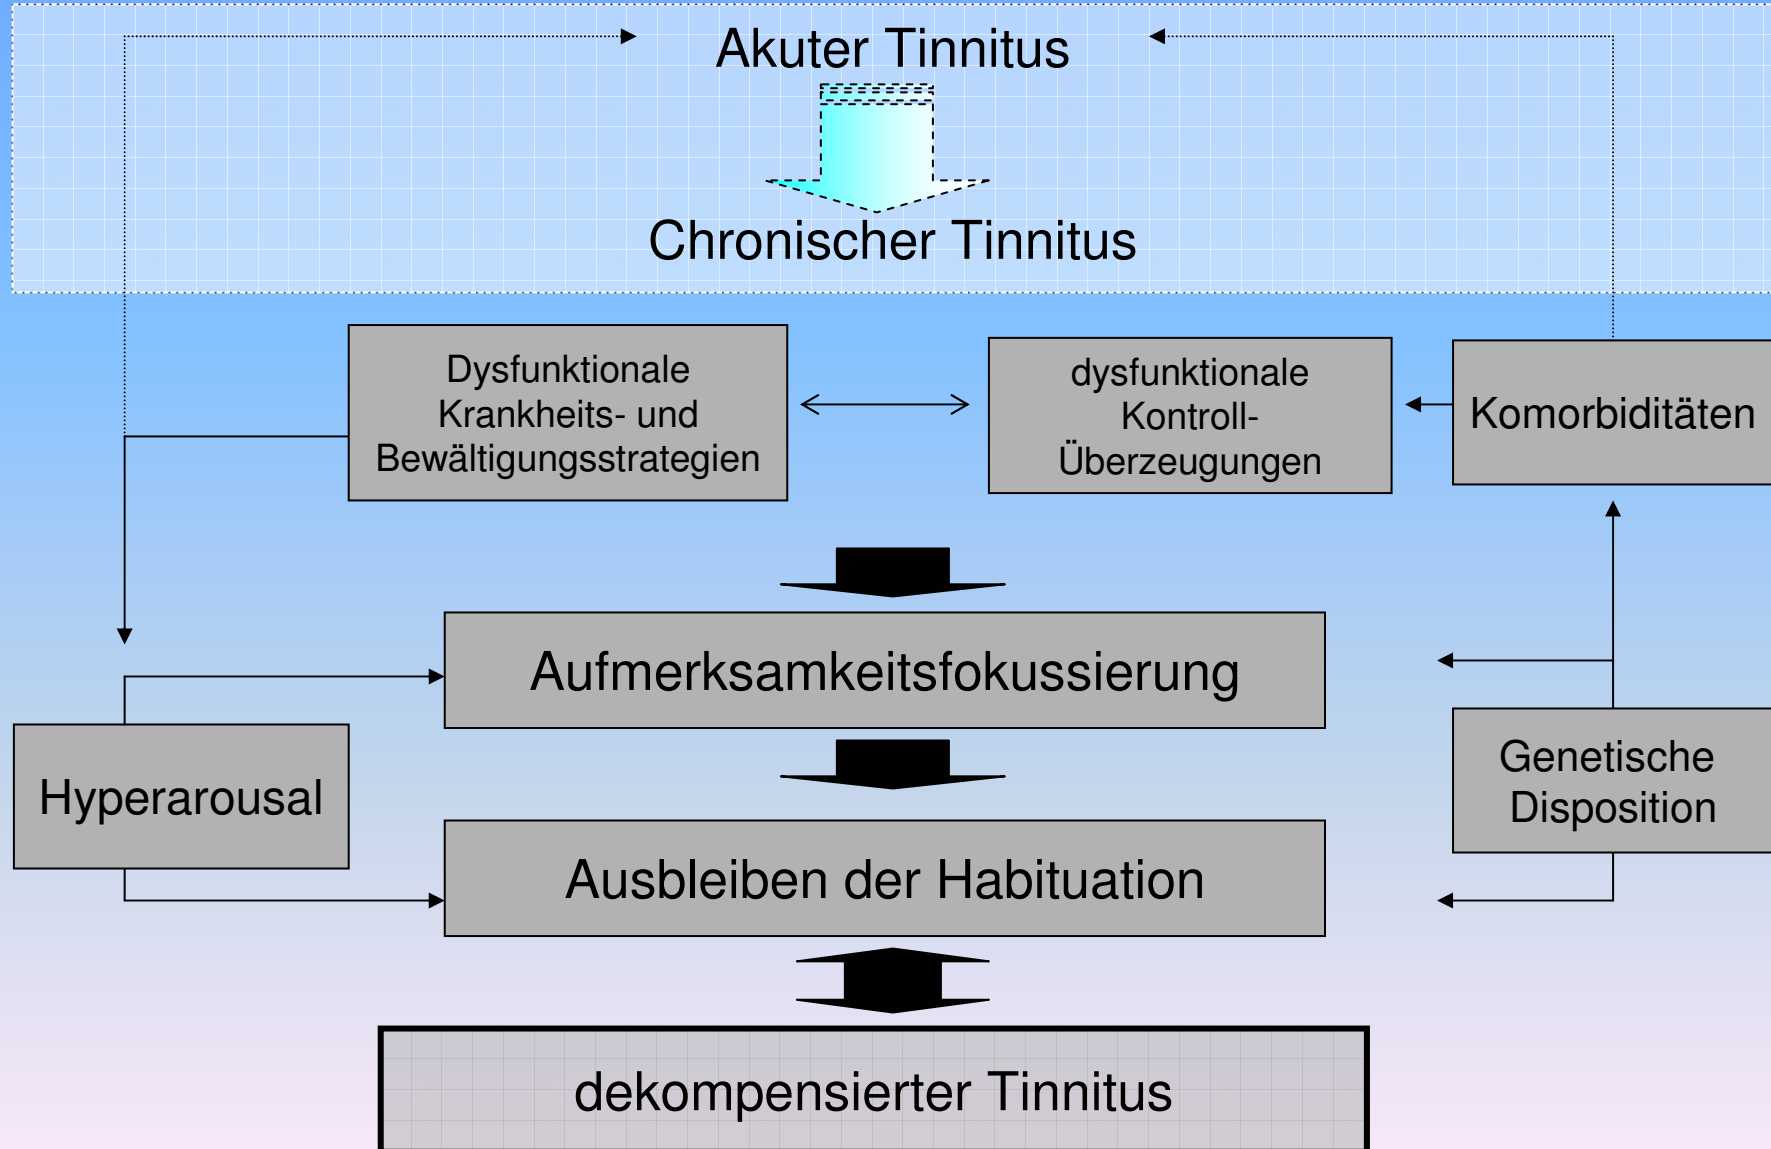 Akuter Tinnitus
Chronischer Tinnitus
Dysfunktionale
Krankheits- und
Bewältigungsstrategien
dysfunktionale
Kontroll-
Überzeugungen
Komorbiditäten
Aufmerksamkeitsfokussierung
Hyperarousal
Genetische
Disposition
Ausbleiben der Habituation
dekompensierter Tinnitus